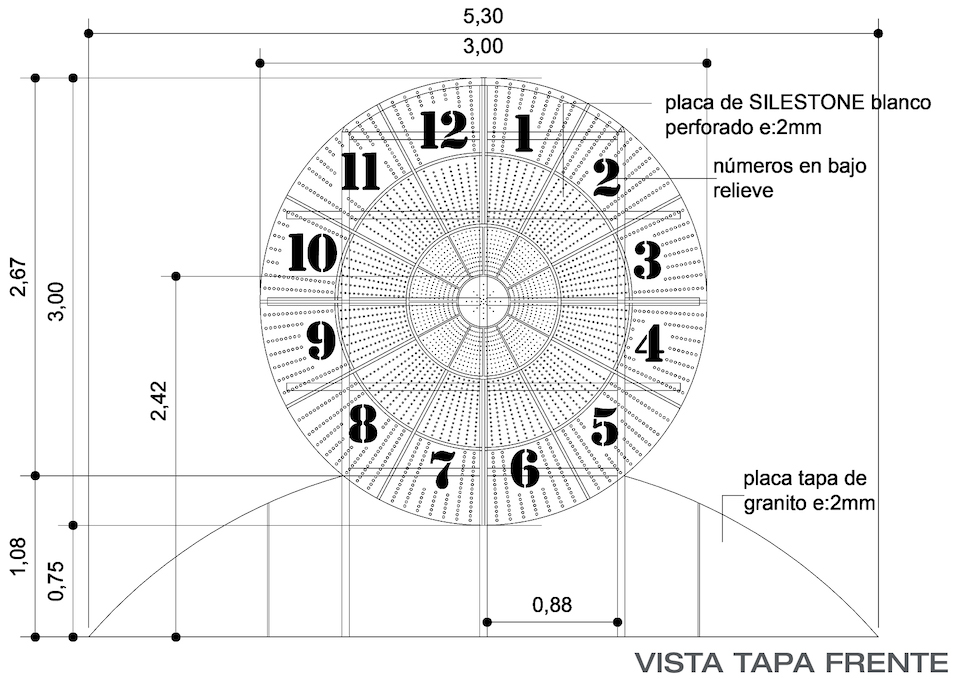 5,30
3,00
placa de SILESTONE blanco
perforado e:2mm
números en bajo
relieve
12
1
11
2
10
3
9
4
8
5
7
6
2,67
3,00
2,42
placa tapa de
granito e:2mm
1,08
0,75
0,88
VISTA TAPA FRENTE